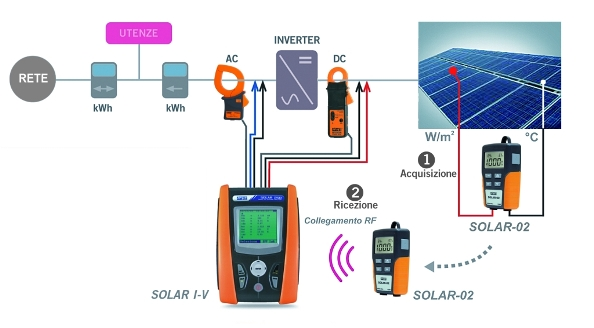 UTENZE
INVERTER
AC
DC
RETE
kWh
kWh
W/m²
°C
1
Acquisizione
2
Ricezione
Collegamento RF
SOLAR-02
SOLAR I-V
SOLAR-02